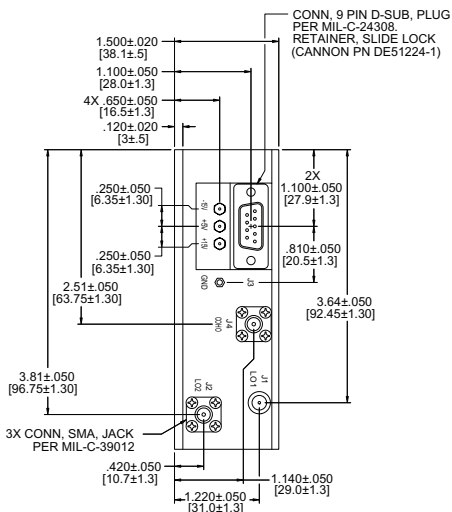 CONN, 9 PIN D-SUB, PLUG
PER MIL-C-24308.
RETAINER, SLIDE LOCK
(CANNON PN DE51224-1)
1.500±.020
[38.1±.5]
1.100±.050
[28.0±1.3]
4X .650±.050
[16.5±1.3]
.120±.020
[3±.5]
.250±.050
[6.35±1.30]
.250±.050
[6.35±1.30]
-5V
+5V
+15V
2X
1.100±.050
[27.9±1.3]
.810±.050
[20.5±1.3]
GND
J3
2.51±.050
[63.75±1.30]
3.64±.050
[92.45±1.30]
COHO
J4
3.81±.050
[96.75±1.30]
J2
LO2
J1
LO1
3X CONN, SMA, JACK
PER MIL-C-39012
.420±.050
[10.7±1.3]
1.140±.050
[29.0±1.3]
1.220±.050
[31.0±1.3]